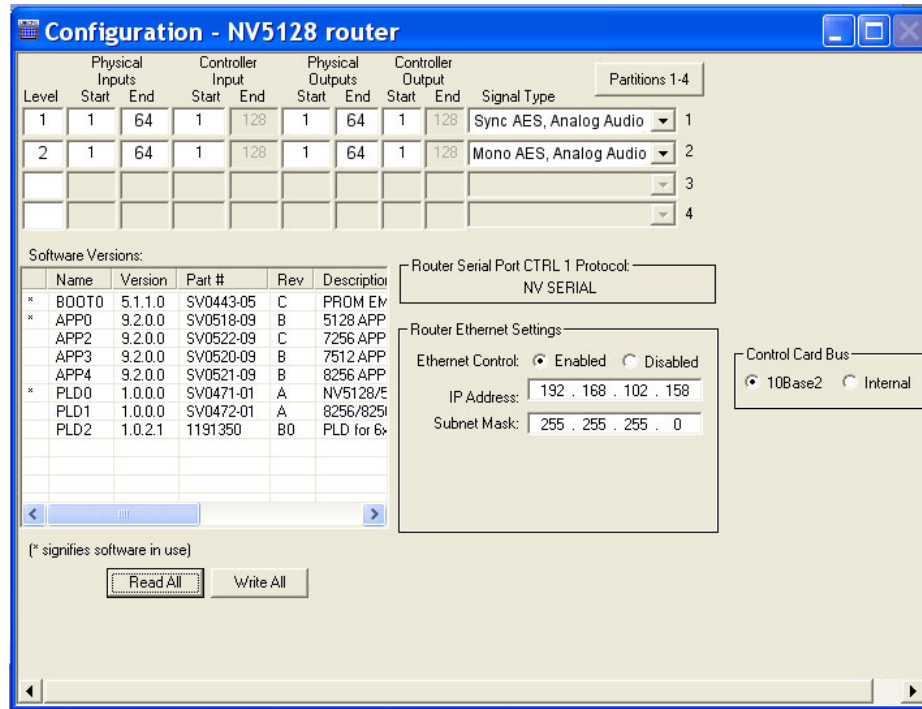 Configuration - NV5128 router
Physical Inputs Controller Input Physical Outputs Controller Output
Partitions 1-4
Level Start End Start End Start End Start End Signal Type
1 1 64 1 128 1 64 1 128 Sync AES, Analog Audio 1
2 1 64 1 128 1 64 1 128 Mono AES, Analog Audio 2
3
4
Software Versions:
Name Version Part # Rev Description
* BOOT0 5.1.1.0 SV0443-05 C PROM EM
* APP0 9.2.0.0 SV0518-09 B 5128 APP
APP2 9.2.0.0 SV0522-09 C 7256 APP
APP3 9.2.0.0 SV0520-09 B 7512 APP
APP4 9.2.0.0 SV0521-09 B 8256 APP
* PLD0 1.0.0.0 SV0471-01 A NV5128/5
PLD1 1.0.0.0 SV0472-01 A 8256/825
PLD2 1.0.2.1 1191350 B0 PLD for 6x
(* signifies software in use)
Read All Write All
Router Serial Port CTRL 1 Protocol:
NV SERIAL
Router Ethernet Settings
Ethernet Control: Enabled Disabled
IP Address: 192 . 168 . 102 . 158
Subnet Mask: 255 . 255 . 255 . 0
Control Card Bus
10Base2 Internal